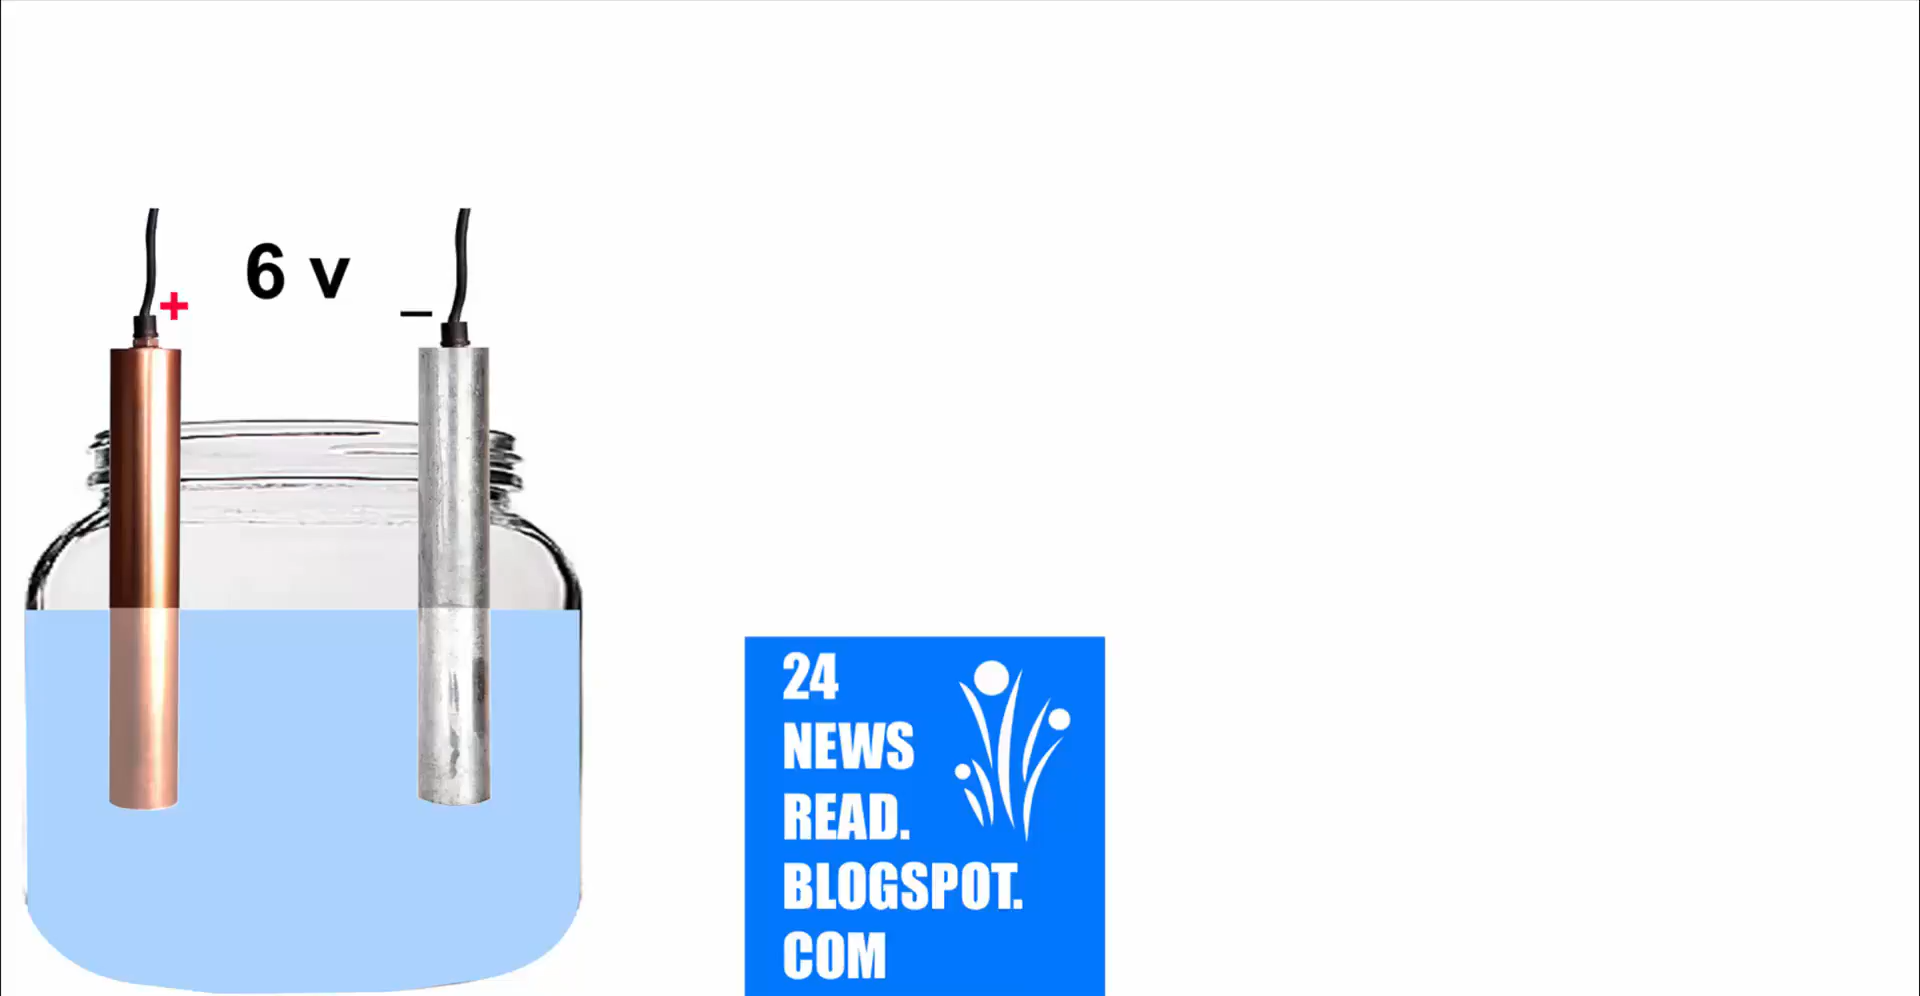 6 v
+
–
24
NEWS
READ.
BLOGSPOT.
COM